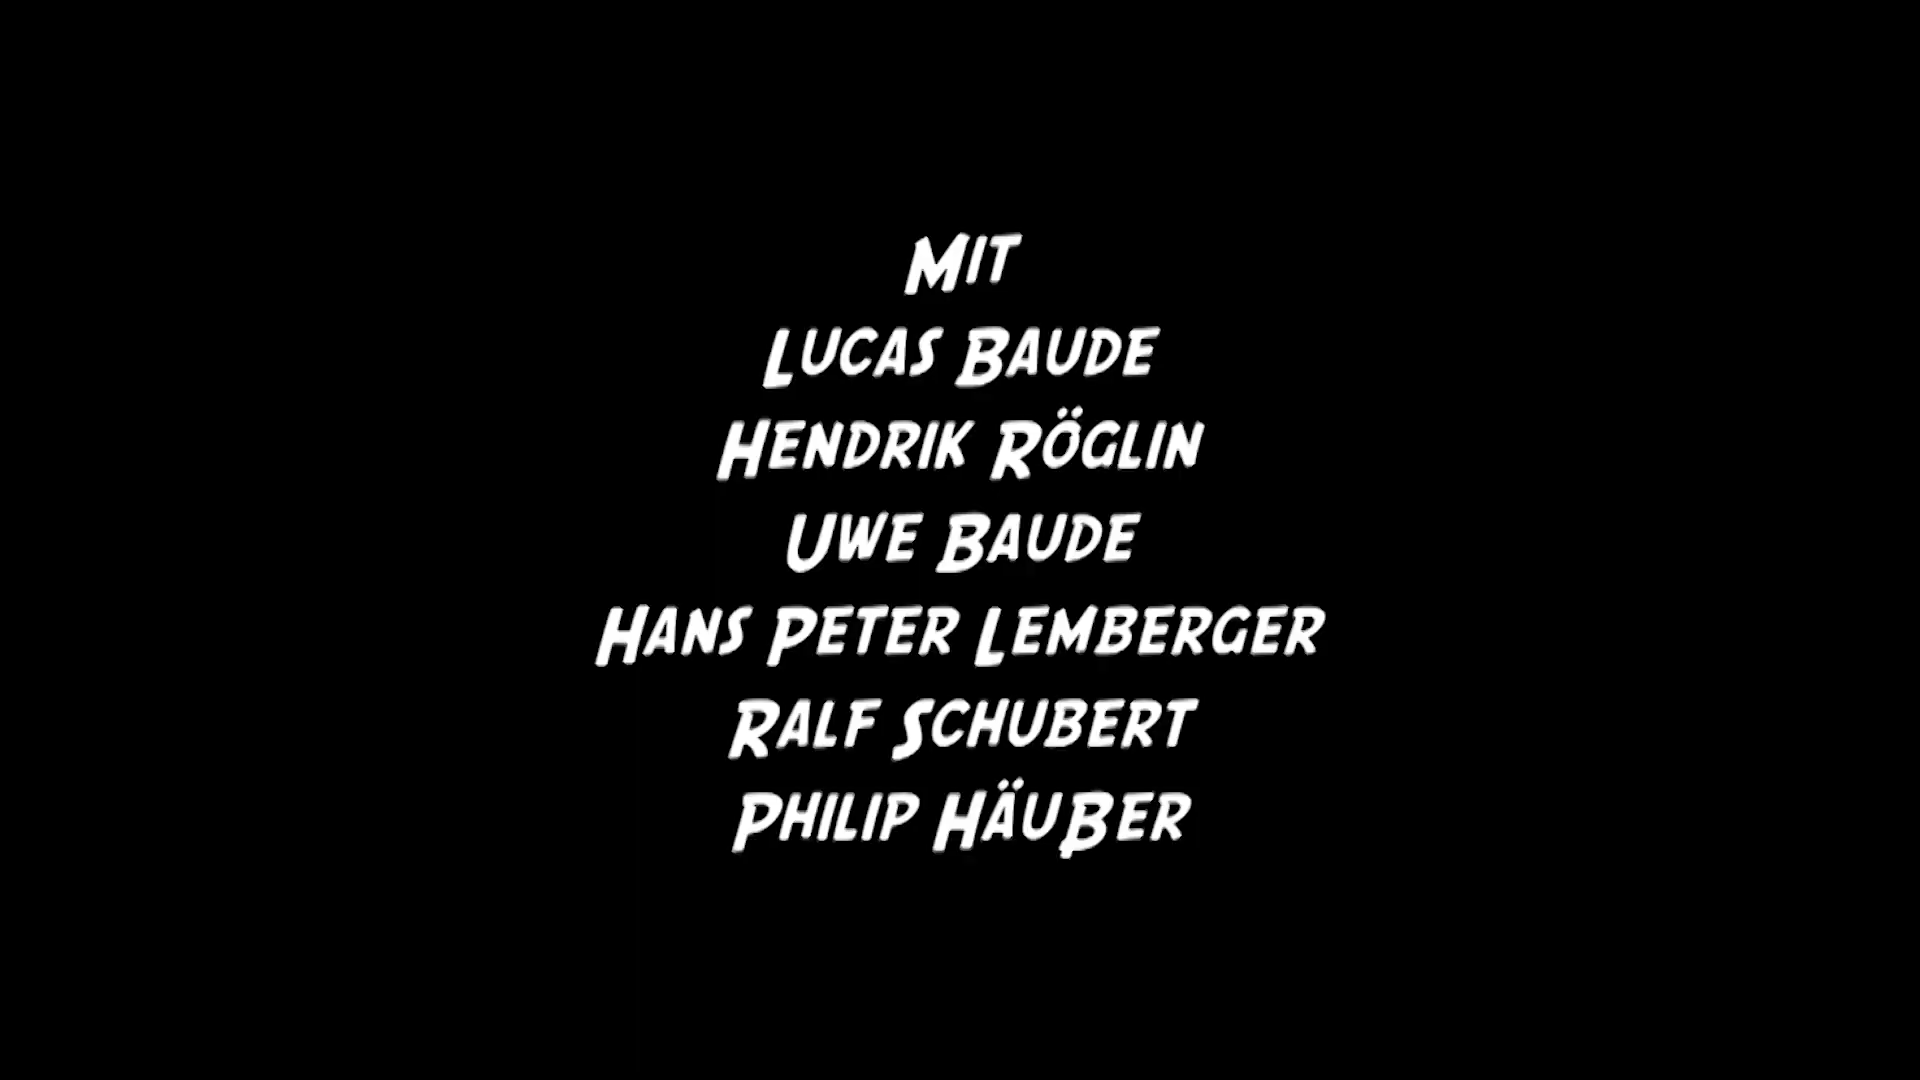 Mit
Lucas Baude
Hendrik Röglin
Uwe Baude
Hans Peter Lemberger
Ralf Schubert
Philip Häußer